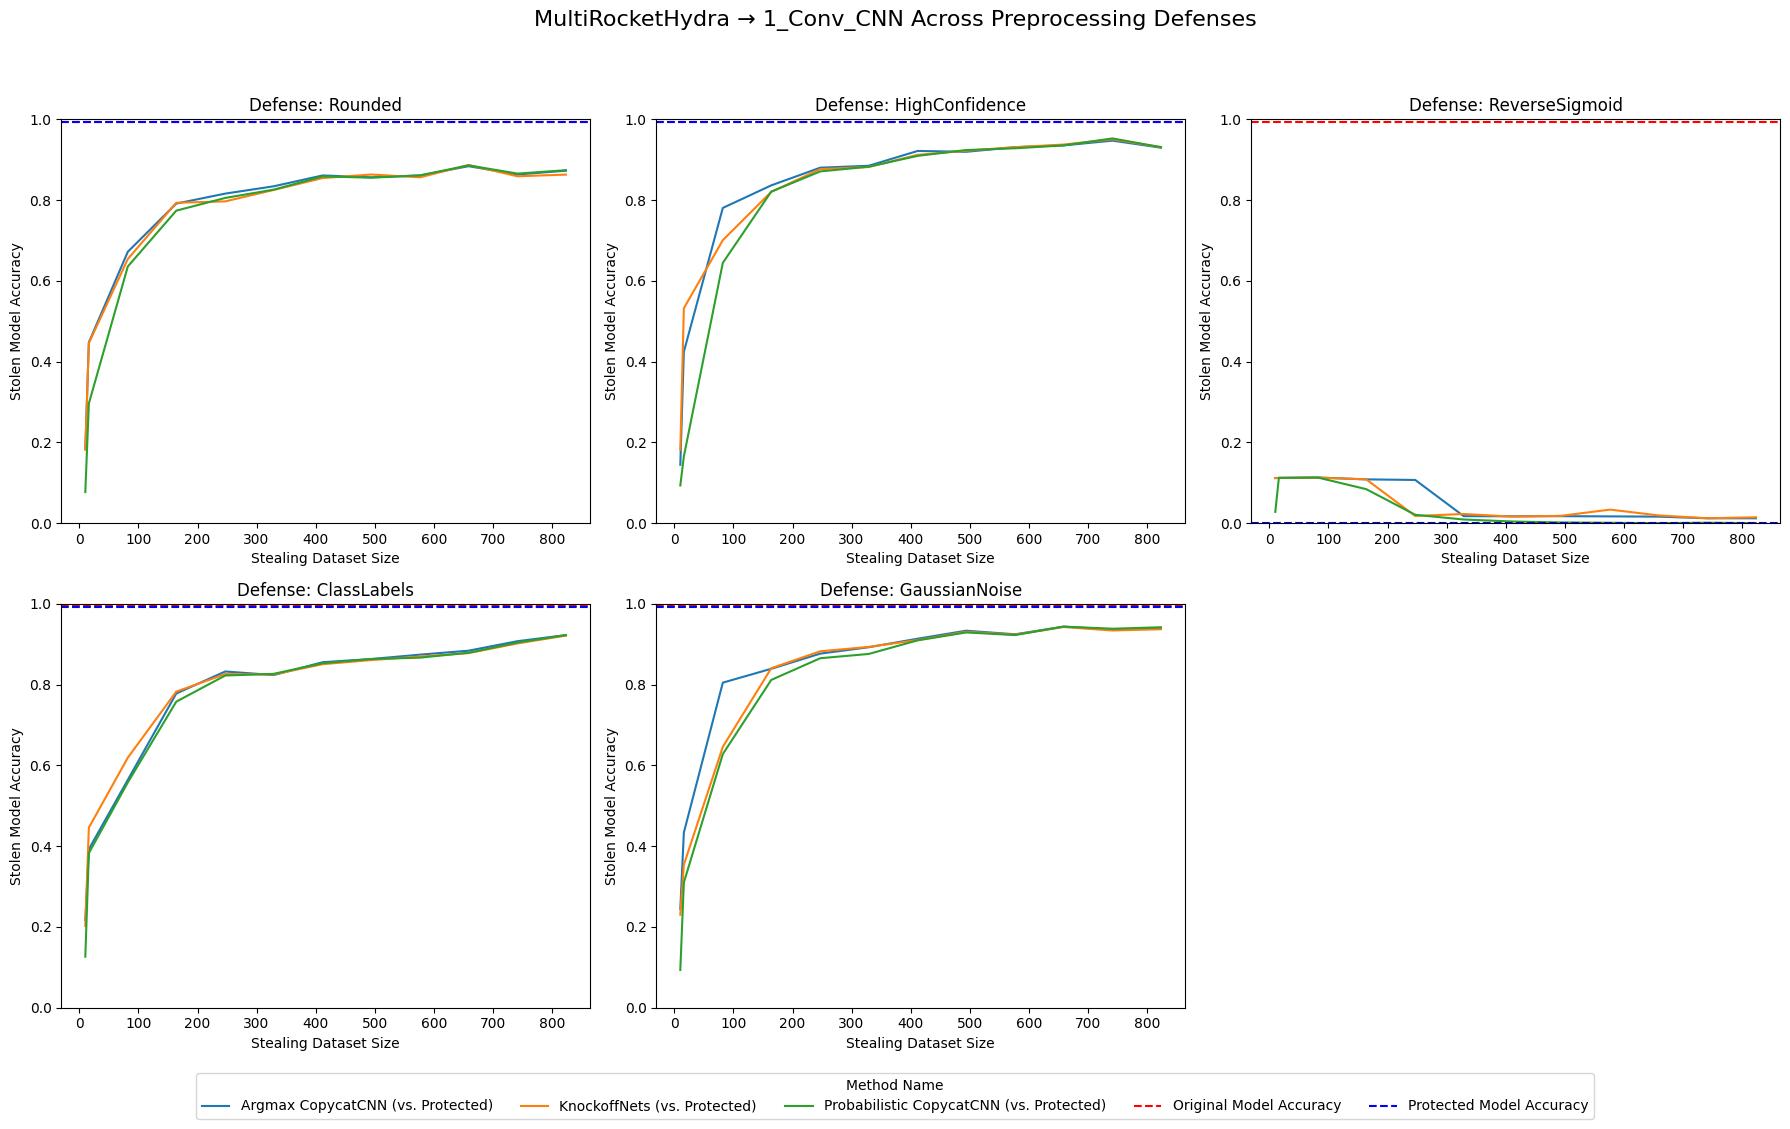 MultiRocketHydra → 1_Conv_CNN Across Preprocessing Defenses
Defense: Rounded
1.0
0.8
0.6
0.4
0.2
0.0
Stolen Model Accuracy
0 100 200 300 400 500 600 700 800
Stealing Dataset Size
Defense: HighConfidence
1.0
0.8
0.6
0.4
0.2
0.0
Stolen Model Accuracy
0 100 200 300 400 500 600 700 800
Stealing Dataset Size
Defense: ReverseSigmoid
1.0
0.8
0.6
0.4
0.2
0.0
Stolen Model Accuracy
0 100 200 300 400 500 600 700 800
Stealing Dataset Size
Defense: ClassLabels
1.0
0.8
0.6
0.4
0.2
0.0
Stolen Model Accuracy
0 100 200 300 400 500 600 700 800
Stealing Dataset Size
Defense: GaussianNoise
1.0
0.8
0.6
0.4
0.2
0.0
Stolen Model Accuracy
0 100 200 300 400 500 600 700 800
Stealing Dataset Size
Method Name
Argmax CopycatCNN (vs. Protected) KnockoffNets (vs. Protected) Probabilistic CopycatCNN (vs. Protected) Original Model Accuracy Protected Model Accuracy